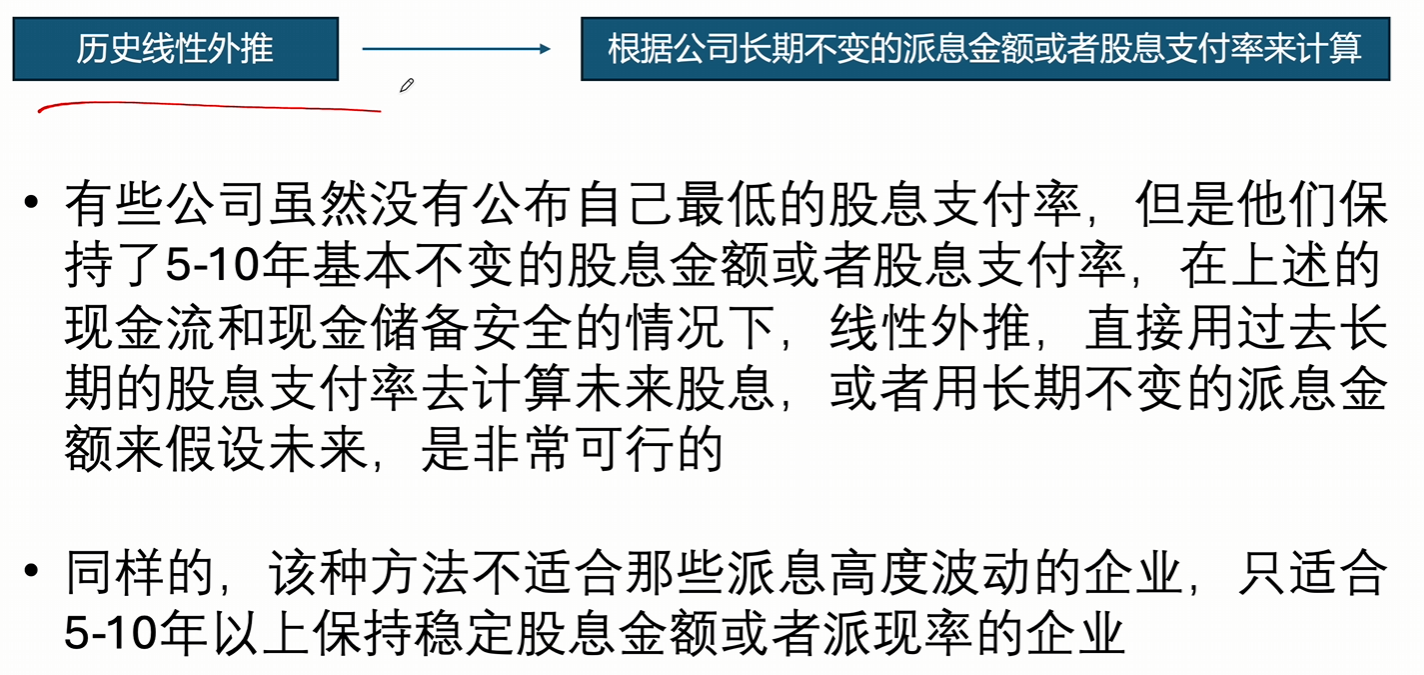 历史线性外推
根据公司长期不变的派息金额或者股息支付率来计算
• 有些公司虽然没有公布自己最低的股息支付率，但是他们保
持了5-10年基本不变的股息金额或者股息支付率，在上述的
现金流和现金储备安全的情况下，线性外推，直接用过去长
期的股息支付率去计算未来股息，或者用长期不变的派息金
额来假设未来，是非常可行的
• 同样的，该种方法不适合那些派息高度波动的企业，只适合
5-10年以上保持稳定股息金额或者派现率的企业